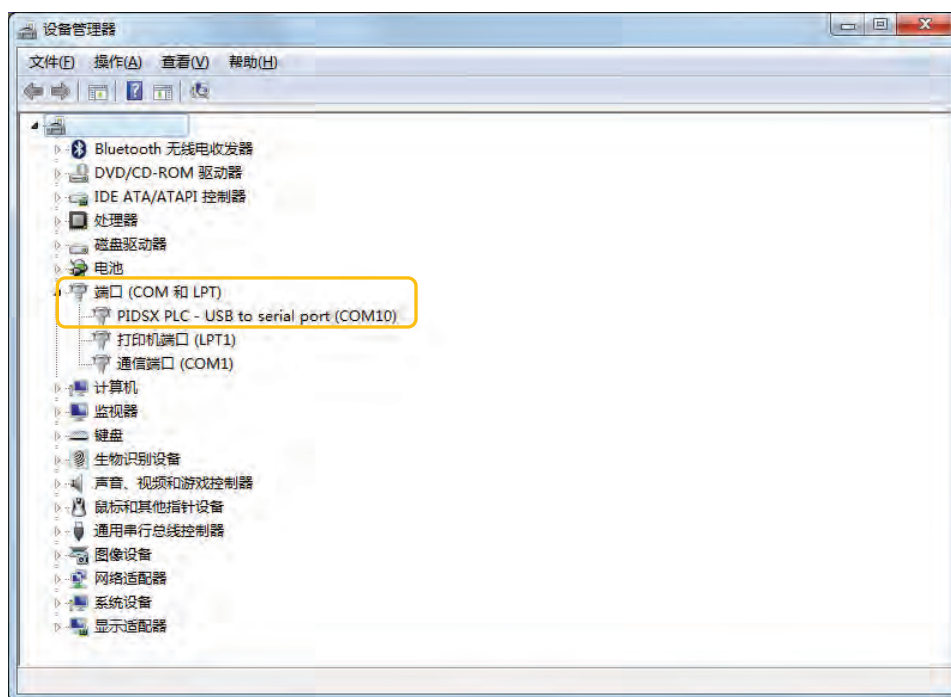 设备管理器
文件(F) 操作(A) 查看(V) 帮助(H)
Bluetooth 无线电收发器
DVD/CD-ROM 驱动器
IDE ATA/ATAPI 控制器
处理器
磁盘驱动器
电池
端口 (COM 和 LPT)
PIDSX PLC - USB to serial port (COM10)
打印机端口 (LPT1)
通信端口 (COM1)
计算机
监视器
键盘
生物识别设备
声音、视频和游戏控制器
鼠标和其他指针设备
通用串行总线控制器
图像设备
网络适配器
系统设备
显示适配器